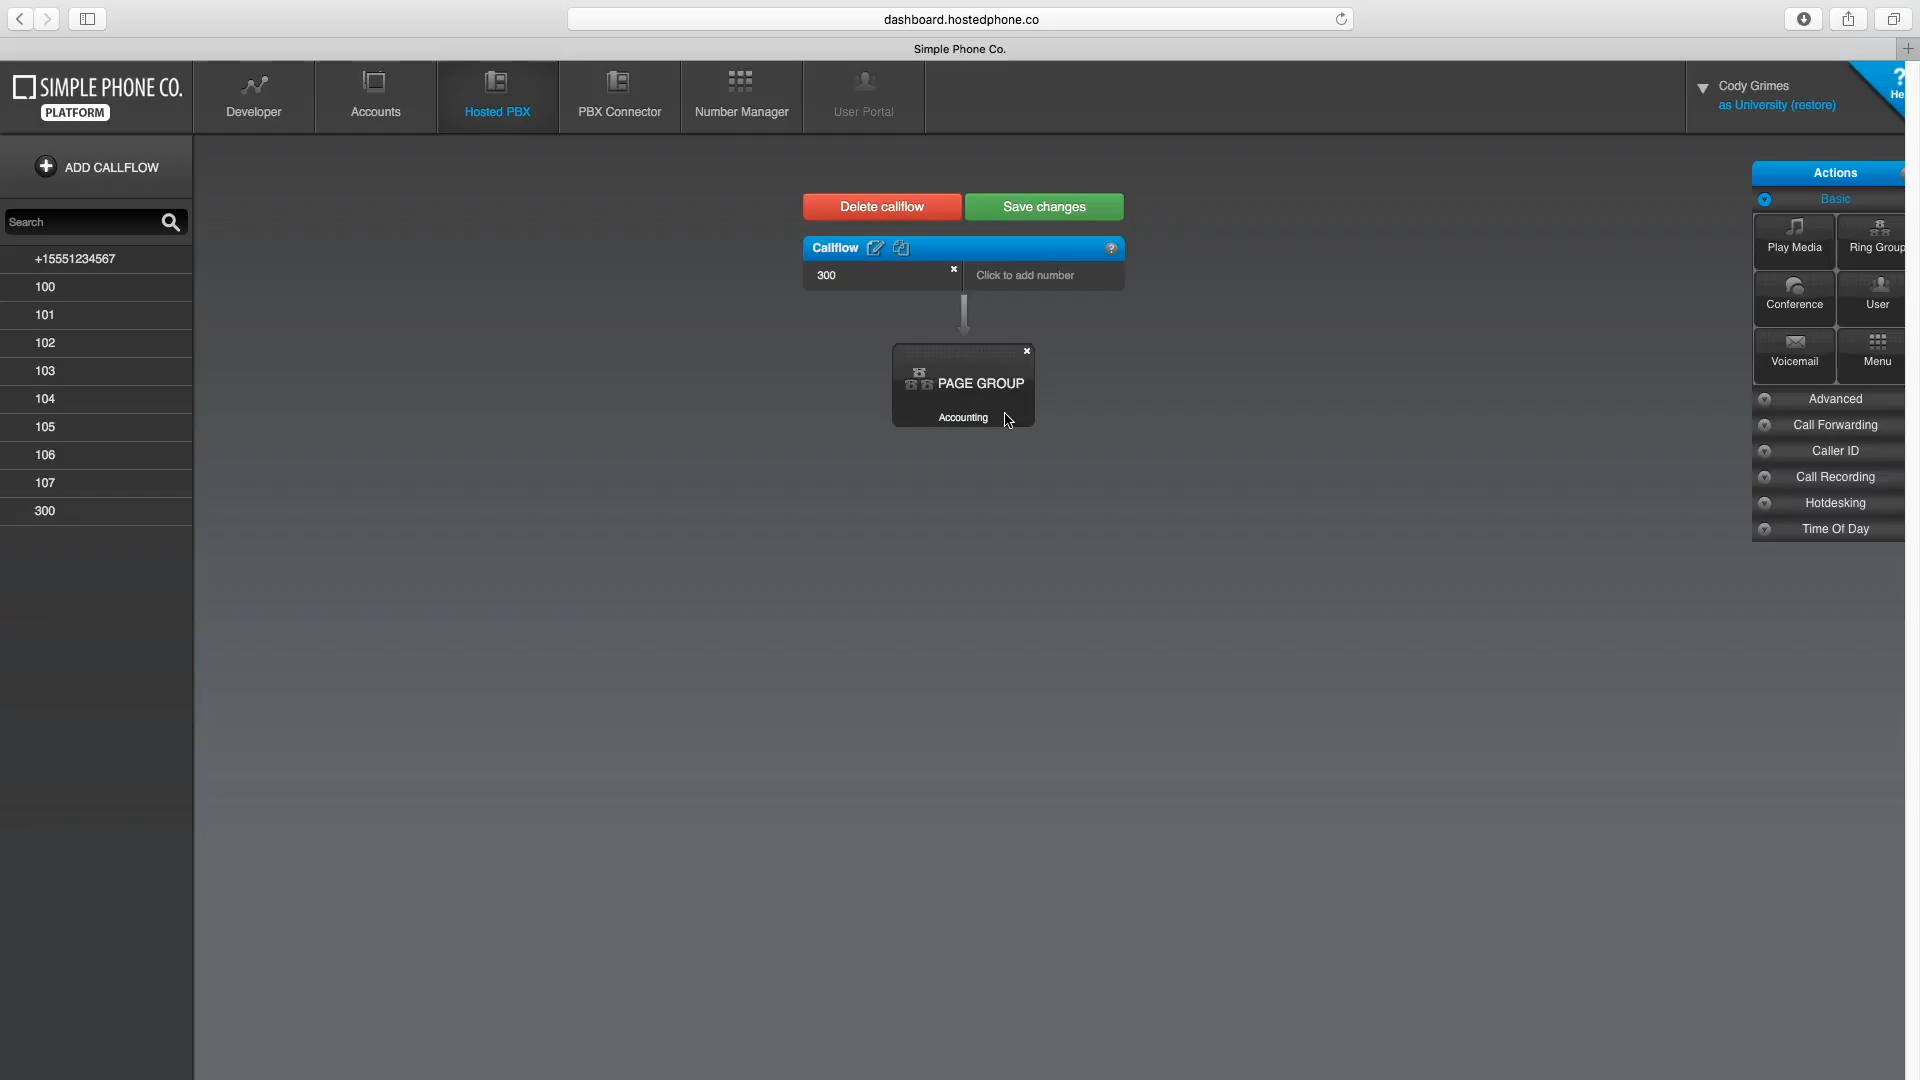 dashboard.hostedphone.co
Simple Phone Co.
SIMPLE PHONE CO.
PLATFORM
Developer
Accounts
Hosted PBX
PBX Connector
Number Manager
User Portal
Cody Grimes
as University (restore)
?
He
ADD CALLFLOW
Search
+15551234567
100
101
102
103
104
105
106
107
300
Delete callflow
Save changes
Callflow
?
300
Click to add number
PAGE GROUP
Accounting
Actions
Basic
Play Media
Ring Group
Conference
User
Voicemail
Menu
Advanced
Call Forwarding
Caller ID
Call Recording
Hotdesking
Time Of Day